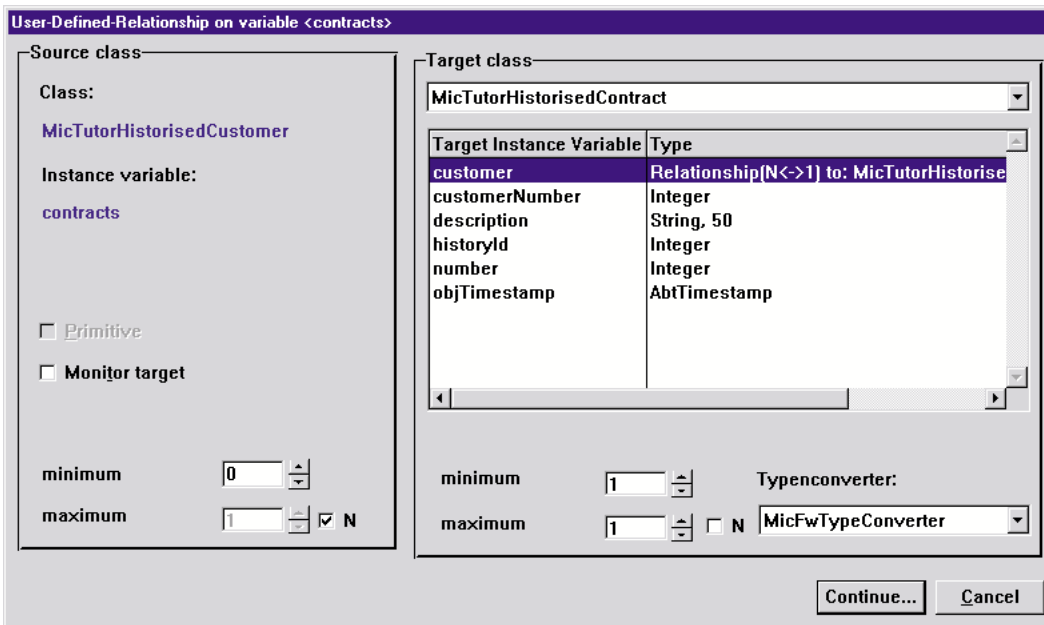 User-Defined-Relationship on variable <contracts>
Source class
Class:
MicTutorHistorisedCustomer
Instance variable:
contracts
Primitive
Monitor target
minimum 0
maximum 1 N
Target class
MicTutorHistorisedContract
Target Instance Variable Type
customer Relationship(N<->1) to: MicTutorHistorise
customerNumber Integer
description String, 50
historyId Integer
number Integer
objTimestamp AbtTimestamp
minimum 1 Typenconverter:
maximum 1 N MicFwTypeConverter
Continue... Cancel